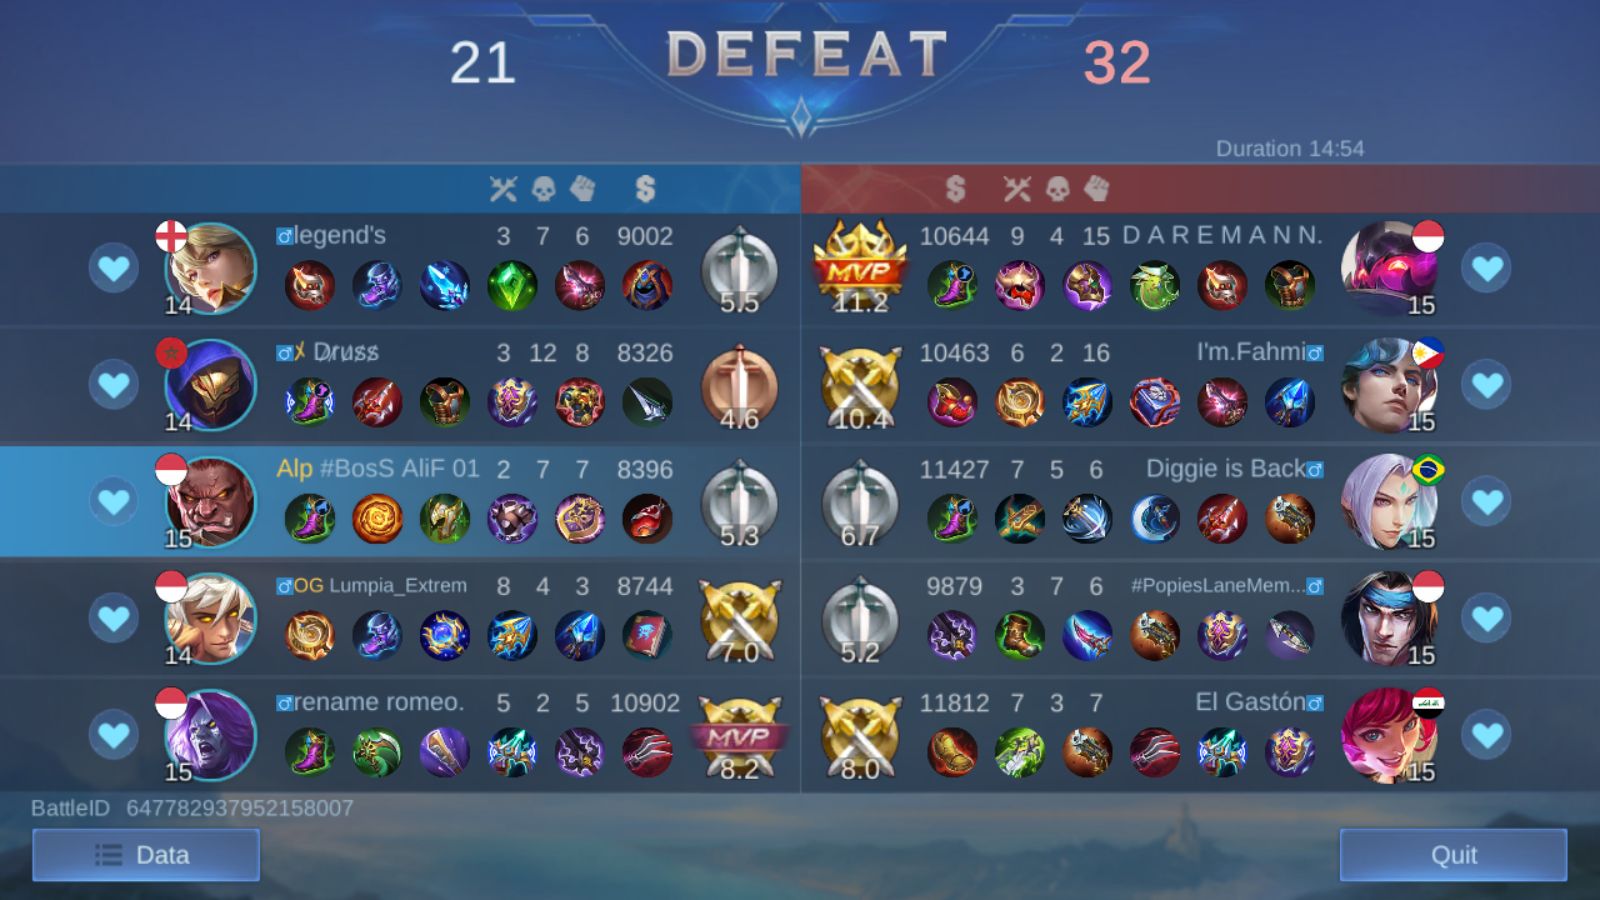 21 DEFEAT 32
Duration 14:54
legend's 3 7 6 9002
14 5.5
MVP 10644 9 4 15 D A R E M A N N.
11.2 15
Druss 3 12 8 8326
14 4.6
10463 6 2 16 I'm.Fahmi
10.4 15
Alp #BosS AliF 01 2 7 7 8396
15 5.3
11427 7 5 6 Diggie is Back
6.7 15
OG Lumpia_Extrem 8 4 3 8744
14 7.0
9879 3 7 6 #PopiesLaneMem...
5.2 15
rename romeo. 5 2 5 10902
MVP
15 8.2
11812 7 3 7 El Gastón
8.0 15
BattleID 647782937952158007
Data
Quit